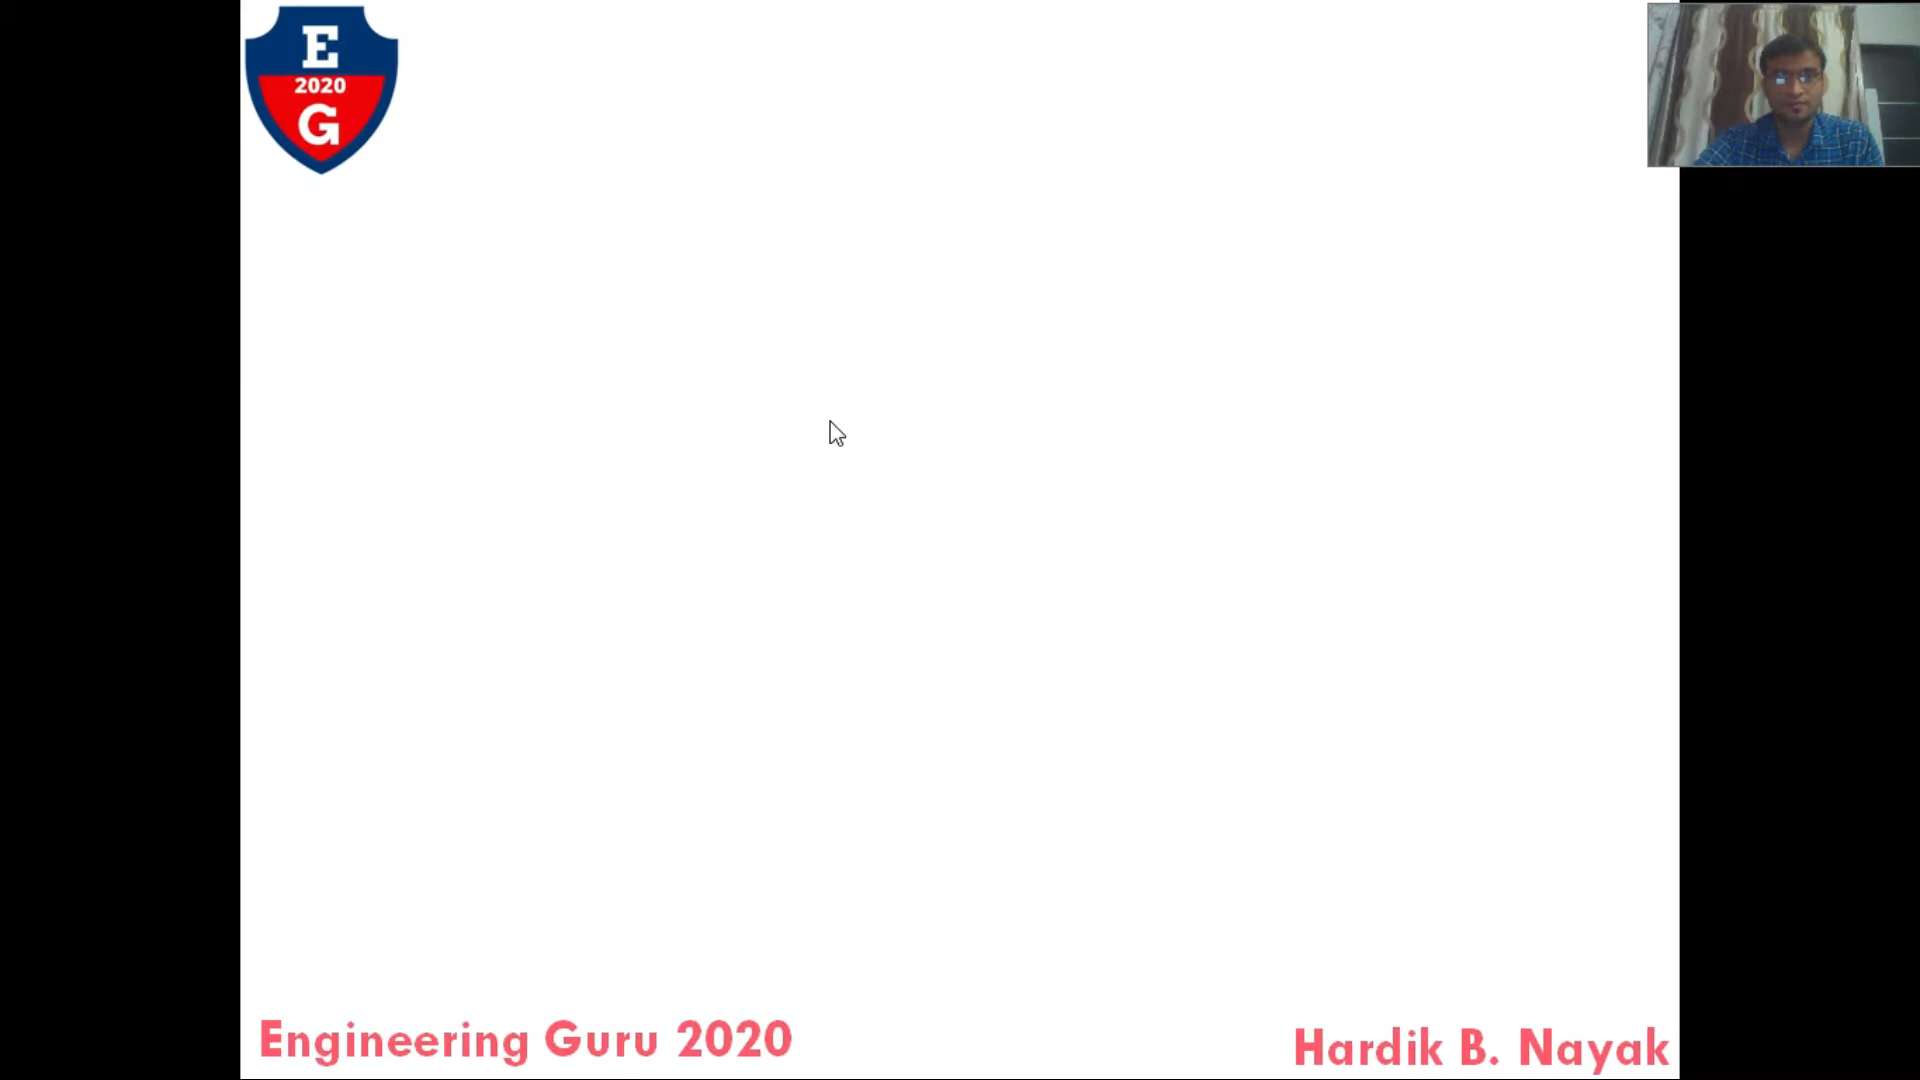 E
2020
G
Engineering Guru 2020
Hardik B. Nayak